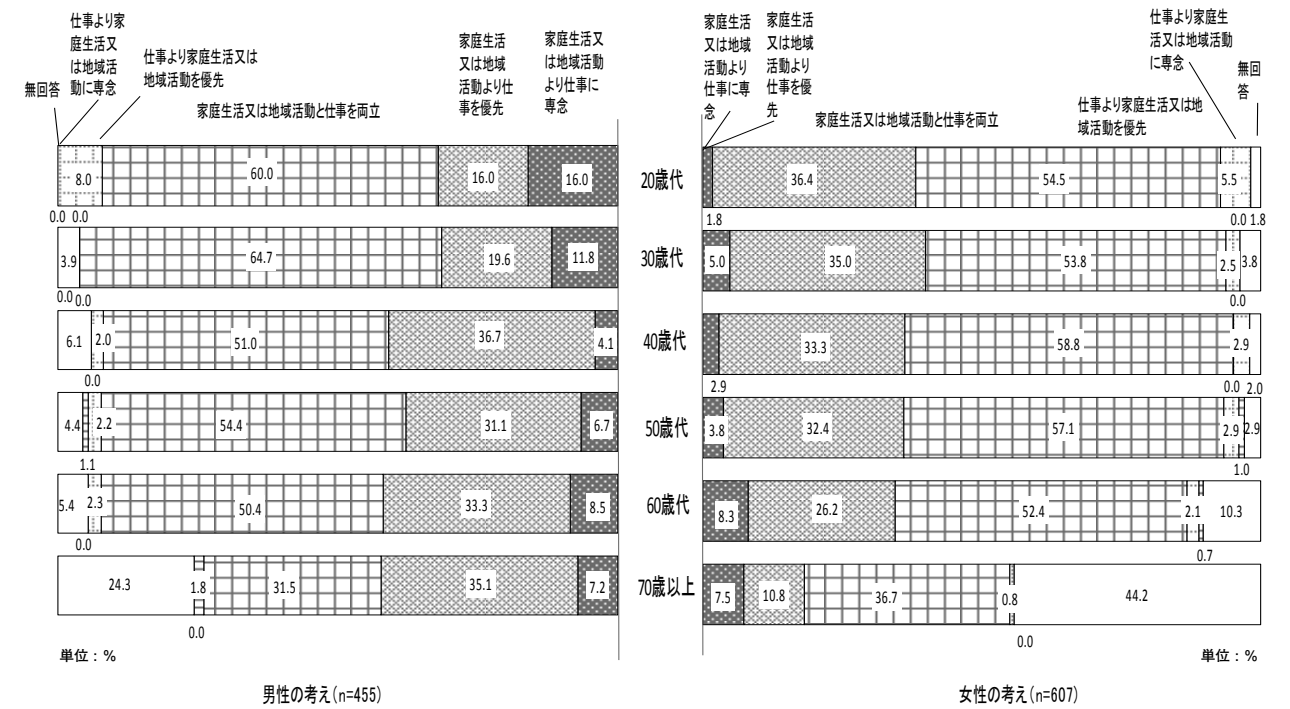 無回答
仕事より家
庭生活又
は地域活
動に専念
仕事より家庭生活又は
地域活動を優先
家庭生活又は地域活動と仕事を両立
家庭生活
又は地域
活動より仕
事を優先
家庭生活又
は地域活動
より仕事に
専念
家庭生活
又は地域
活動より
仕事に専
念
家庭生活
又は地域
活動より
仕事を優
先
家庭生活又は地域活動と仕事を両立
仕事より家庭生活又は地
域活動を優先
仕事より家庭生
活又は地域活動
に専念
無回
答
8.0 60.0 16.0 16.0 20歳代 36.4 54.5 5.5
0.0 0.0 1.8 0.0 1.8
3.9 64.7 19.6 11.8 30歳代 5.0 35.0 53.8 2.5 3.8
0.0 0.0 0.0
6.1 2.0 51.0 36.7 4.1 40歳代 33.3 58.8 2.9
0.0 2.9 0.0 2.0
4.4 2.2 54.4 31.1 6.7 50歳代 3.8 32.4 57.1 2.9 2.9
1.1 1.0
5.4 2.3 50.4 33.3 8.5 60歳代 8.3 26.2 52.4 2.1 10.3
0.0 0.7
24.3 1.8 31.5 35.1 7.2 70歳以上 7.5 10.8 36.7 0.8 44.2
0.0 0.0
単位：% 単位：%
男性の考え(n=455) 女性の考え(n=607)